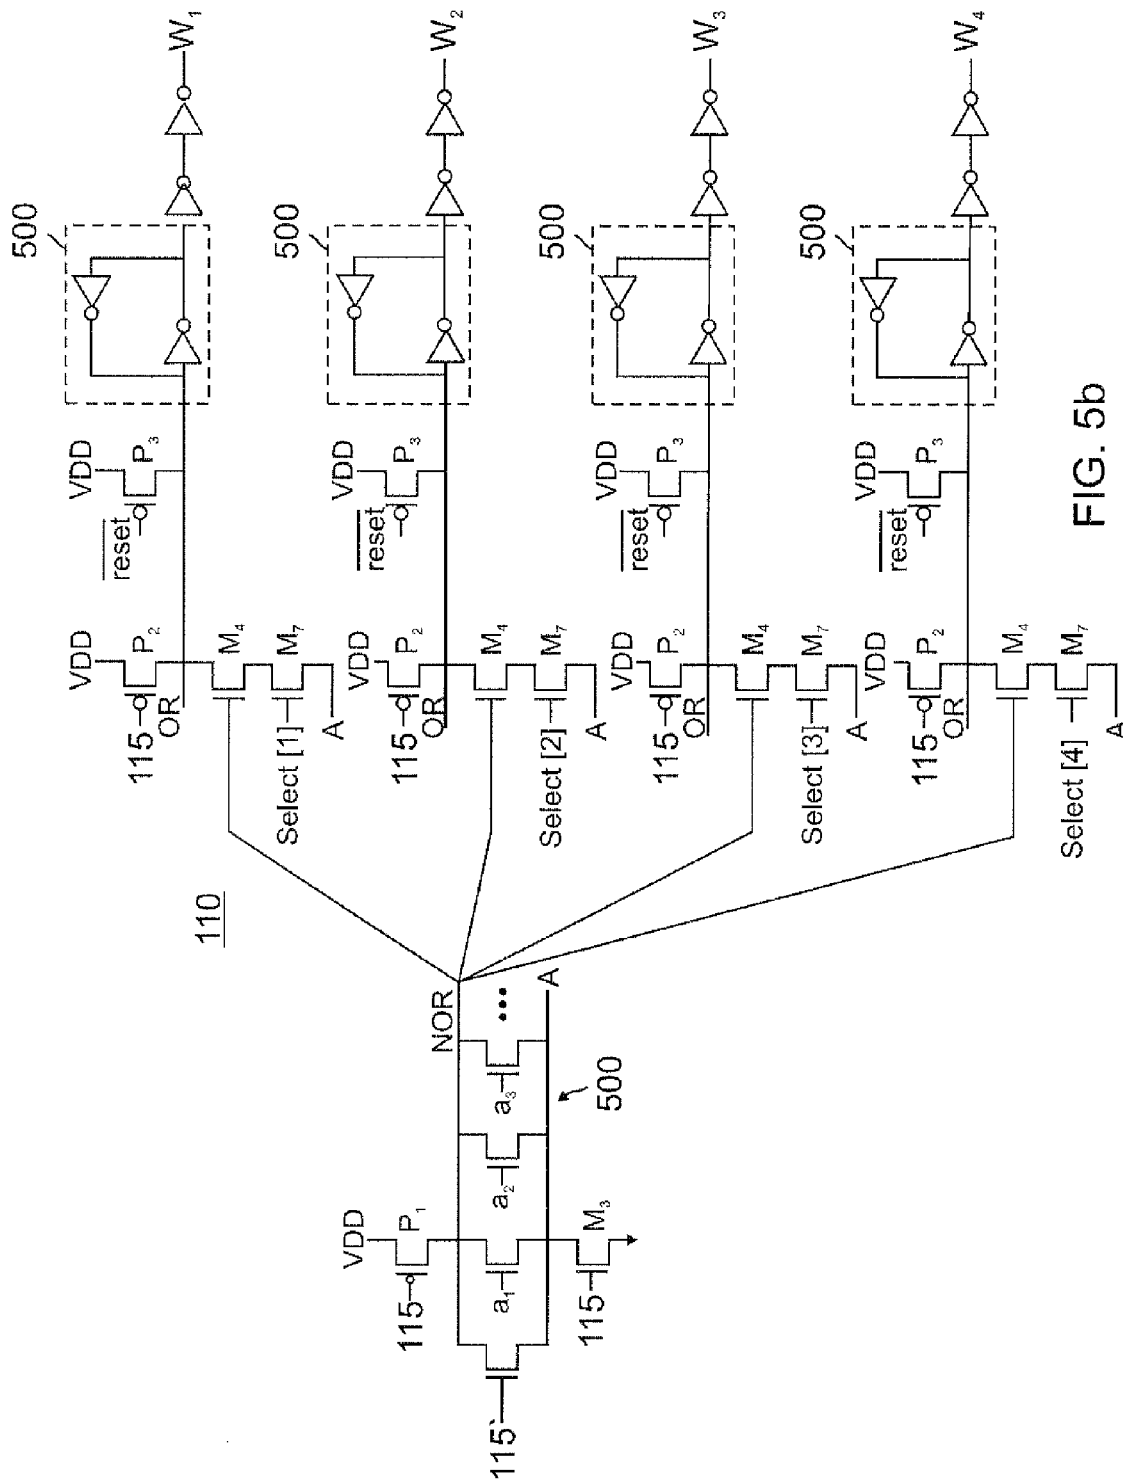 110
115`
115
VDD
P1
a1
115
M3
a2
a3
500
NOR
A
115
VDD
P2
OR
M4
Select [1]
M7
A
reset
VDD
P3
500
W1
115
VDD
P2
OR
M4
Select [2]
M7
A
reset
VDD
P3
500
W2
115
VDD
P2
OR
M4
Select [3]
M7
A
reset
VDD
P3
500
W3
115
VDD
P2
OR
M4
Select [4]
M7
A
reset
VDD
P3
500
W4
FIG. 5b